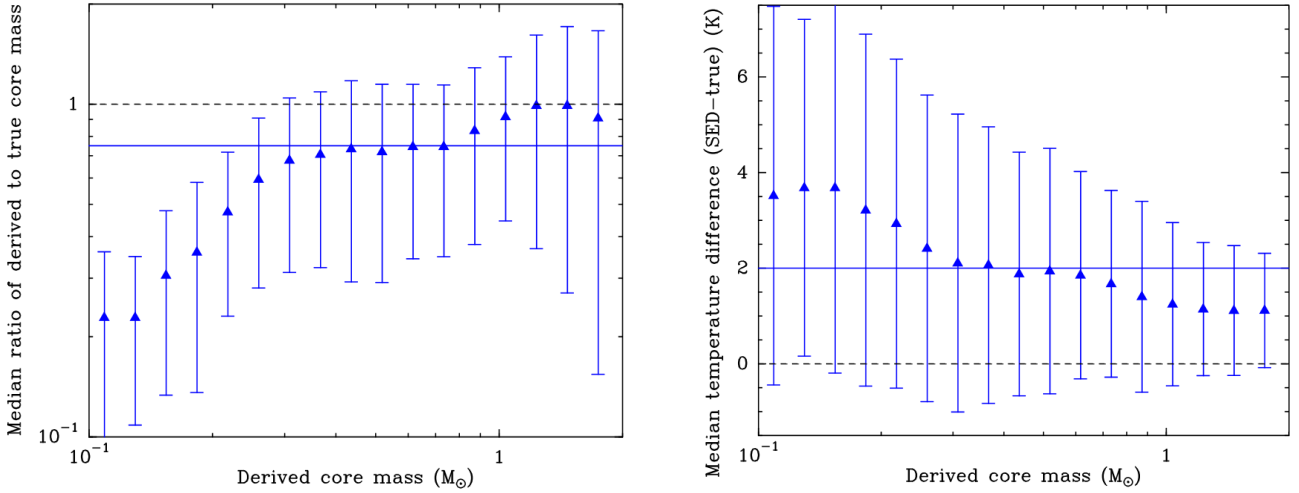 Median ratio of derived to true core mass
1
10⁻¹
10⁻¹
1
Derived core mass (M☉)
Median temperature difference (SED−true) (K)
6
4
2
0
10⁻¹
1
Derived core mass (M☉)